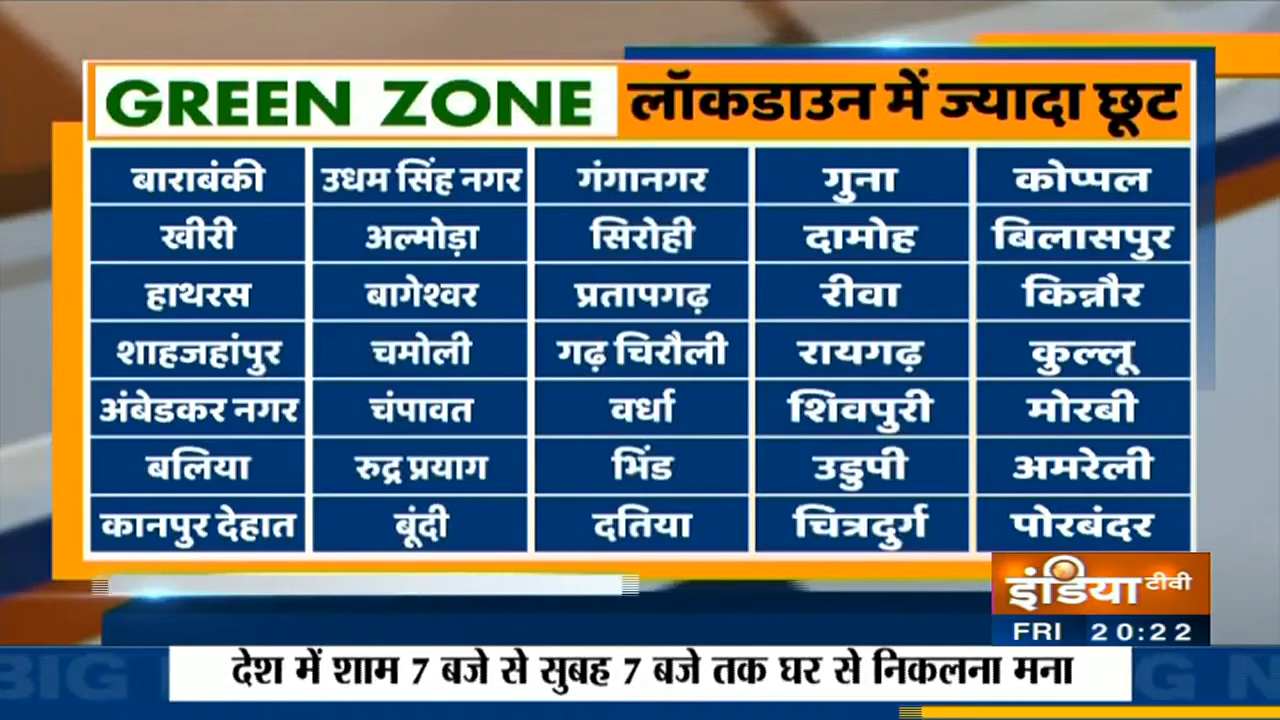 GREEN ZONE लॉकडाउन में ज्यादा छूट
बाराबंकी उधम सिंह नगर गंगानगर गुना कोप्पल
खीरी अल्मोड़ा सिरोही दामोह बिलासपुर
हाथरस बागेश्वर प्रतापगढ़ रीवा किन्नौर
शाहजहांपुर चमोली गढ़ चिरौली रायगढ़ कुल्लू
अंबेडकर नगर चंपावत वर्धा शिवपुरी मोरबी
बलिया रुद्र प्रयाग भिंड उडुपी अमरेली
कानपुर देहात बूंदी दतिया चित्रदुर्ग पोरबंदर
इंडिया टीवी
FRI 20:22
देश में शाम 7 बजे से सुबह 7 बजे तक घर से निकलना मना
BIG N
G N